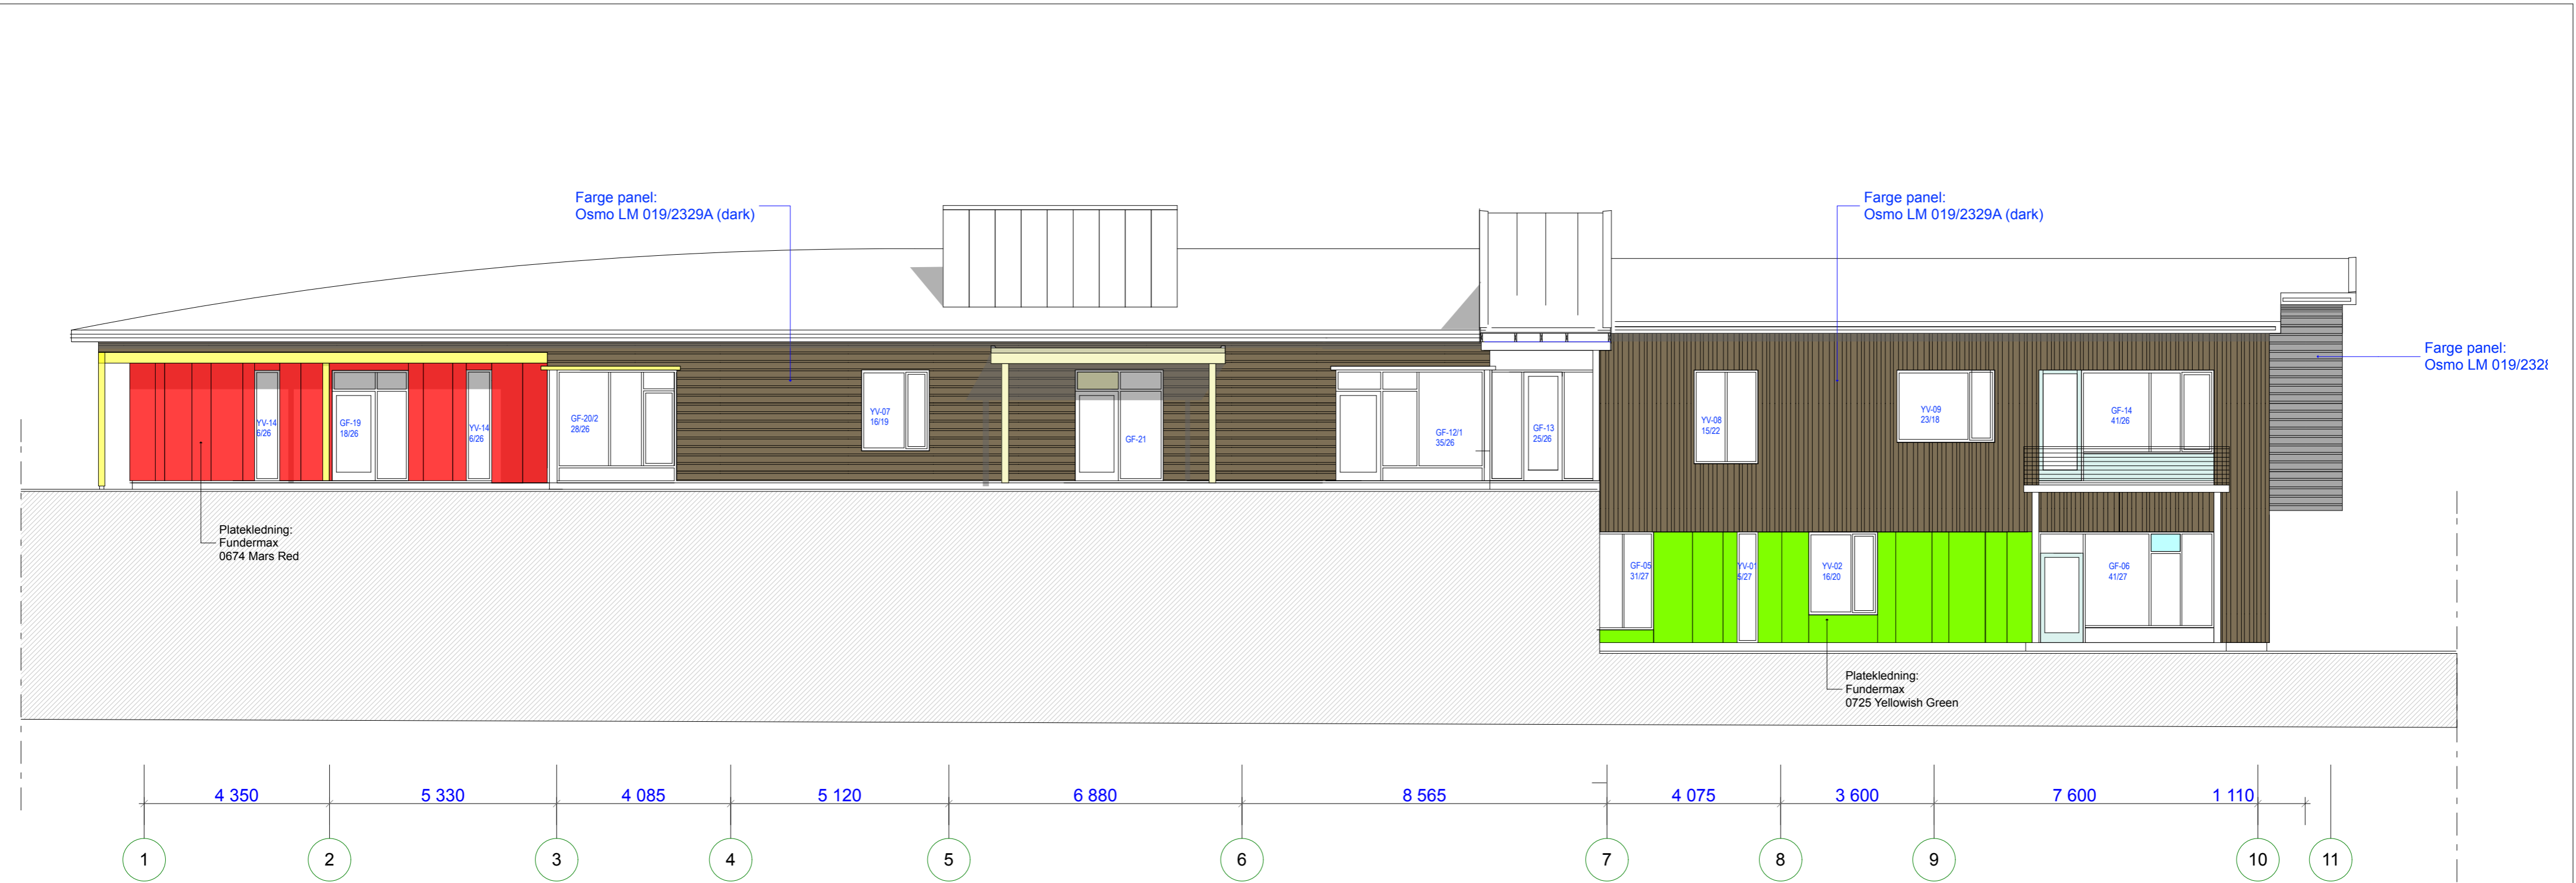 Farge panel:
Osmo LM 019/2329A (dark)
Farge panel:
Osmo LM 019/2329A (dark)
Farge panel:
Osmo LM 019/2328
YV-14
6/26
GF-19
18/26
YV-14
6/26
GF-20/2
28/26
YV-07
16/19
GF-21
GF-12/1
35/26
GF-13
25/26
YV-08
15/22
YV-09
23/18
GF-14
41/26
Platekledning:
Fundermax
0674 Mars Red
GF-05
31/27
YV-01
5/27
YV-02
16/20
GF-06
41/27
Platekledning:
Fundermax
0725 Yellowish Green
4 350
5 330
4 085
5 120
6 880
8 565
4 075
3 600
7 600
1 110
1
2
3
4
5
6
7
8
9
10
11